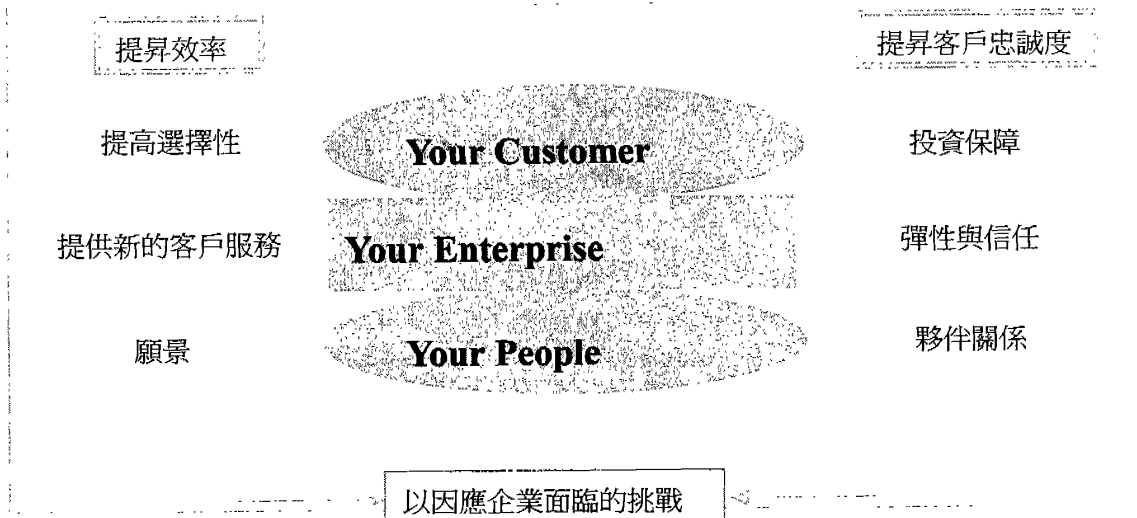 提昇效率
提昇客戶忠誠度
提高選擇性
Your Customer
投資保障
提供新的客戶服務
Your Enterprise
彈性與信任
願景
Your People
夥伴關係
以因應企業面臨的挑戰